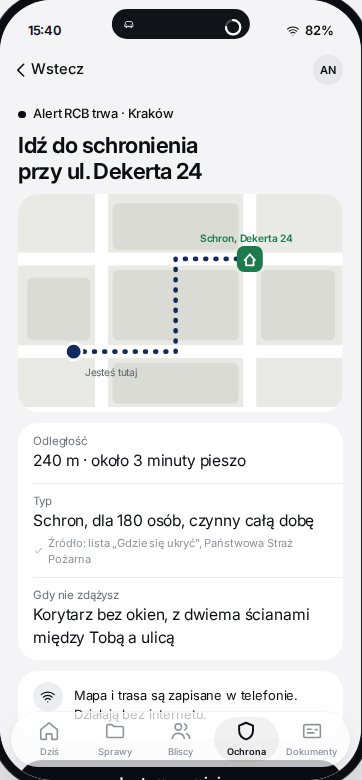 15:40
82%
Wstecz
AN
Alert RCB trwa · Kraków
Idź do schronienia
przy ul. Dekerta 24
Schron, Dekerta 24
Jesteś tutaj
Odległość
240 m · około 3 minuty pieszo
Typ
Schron, dla 180 osób, czynny całą dobę
Źródło: lista „Gdzie się ukryć”, Państwowa Straż
Pożarna
Gdy nie zdążysz
Korytarz bez okien, z dwiema ścianami
między Tobą a ulicą
Mapa i trasa są zapisane w telefonie.
Działają bez internetu.
Dziś
Sprawy
Bliscy
Ochrona
Dokumenty